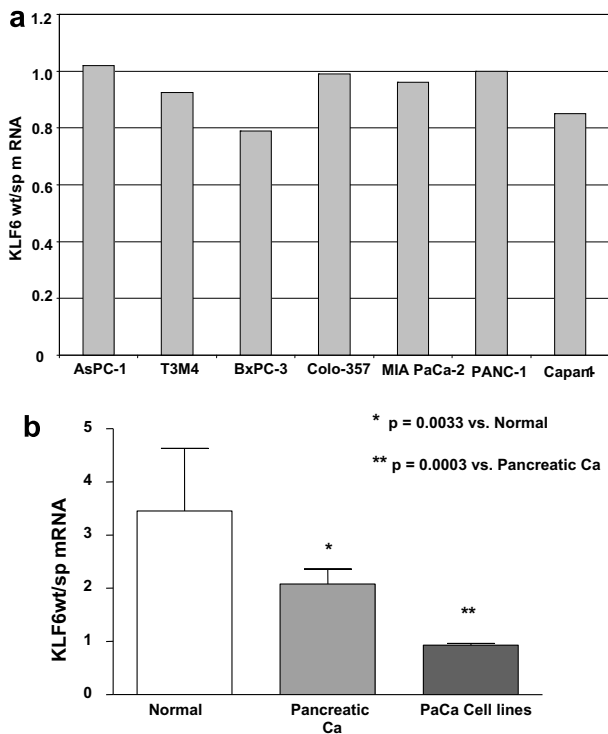 a
KLF6 wt/sp m RNA
1.2
1.0
0.8
0.6
0.4
0.2
0
AsPC-1 T3M4 BxPC-3 Colo-357 MIA PaCa-2 PANC-1 Capan-1
b
KLF6wt/sp mRNA
5
4
3
2
1
0
* p = 0.0033 vs. Normal
** p = 0.0003 vs. Pancreatic Ca
*
**
Normal Pancreatic PaCa Cell lines
Ca